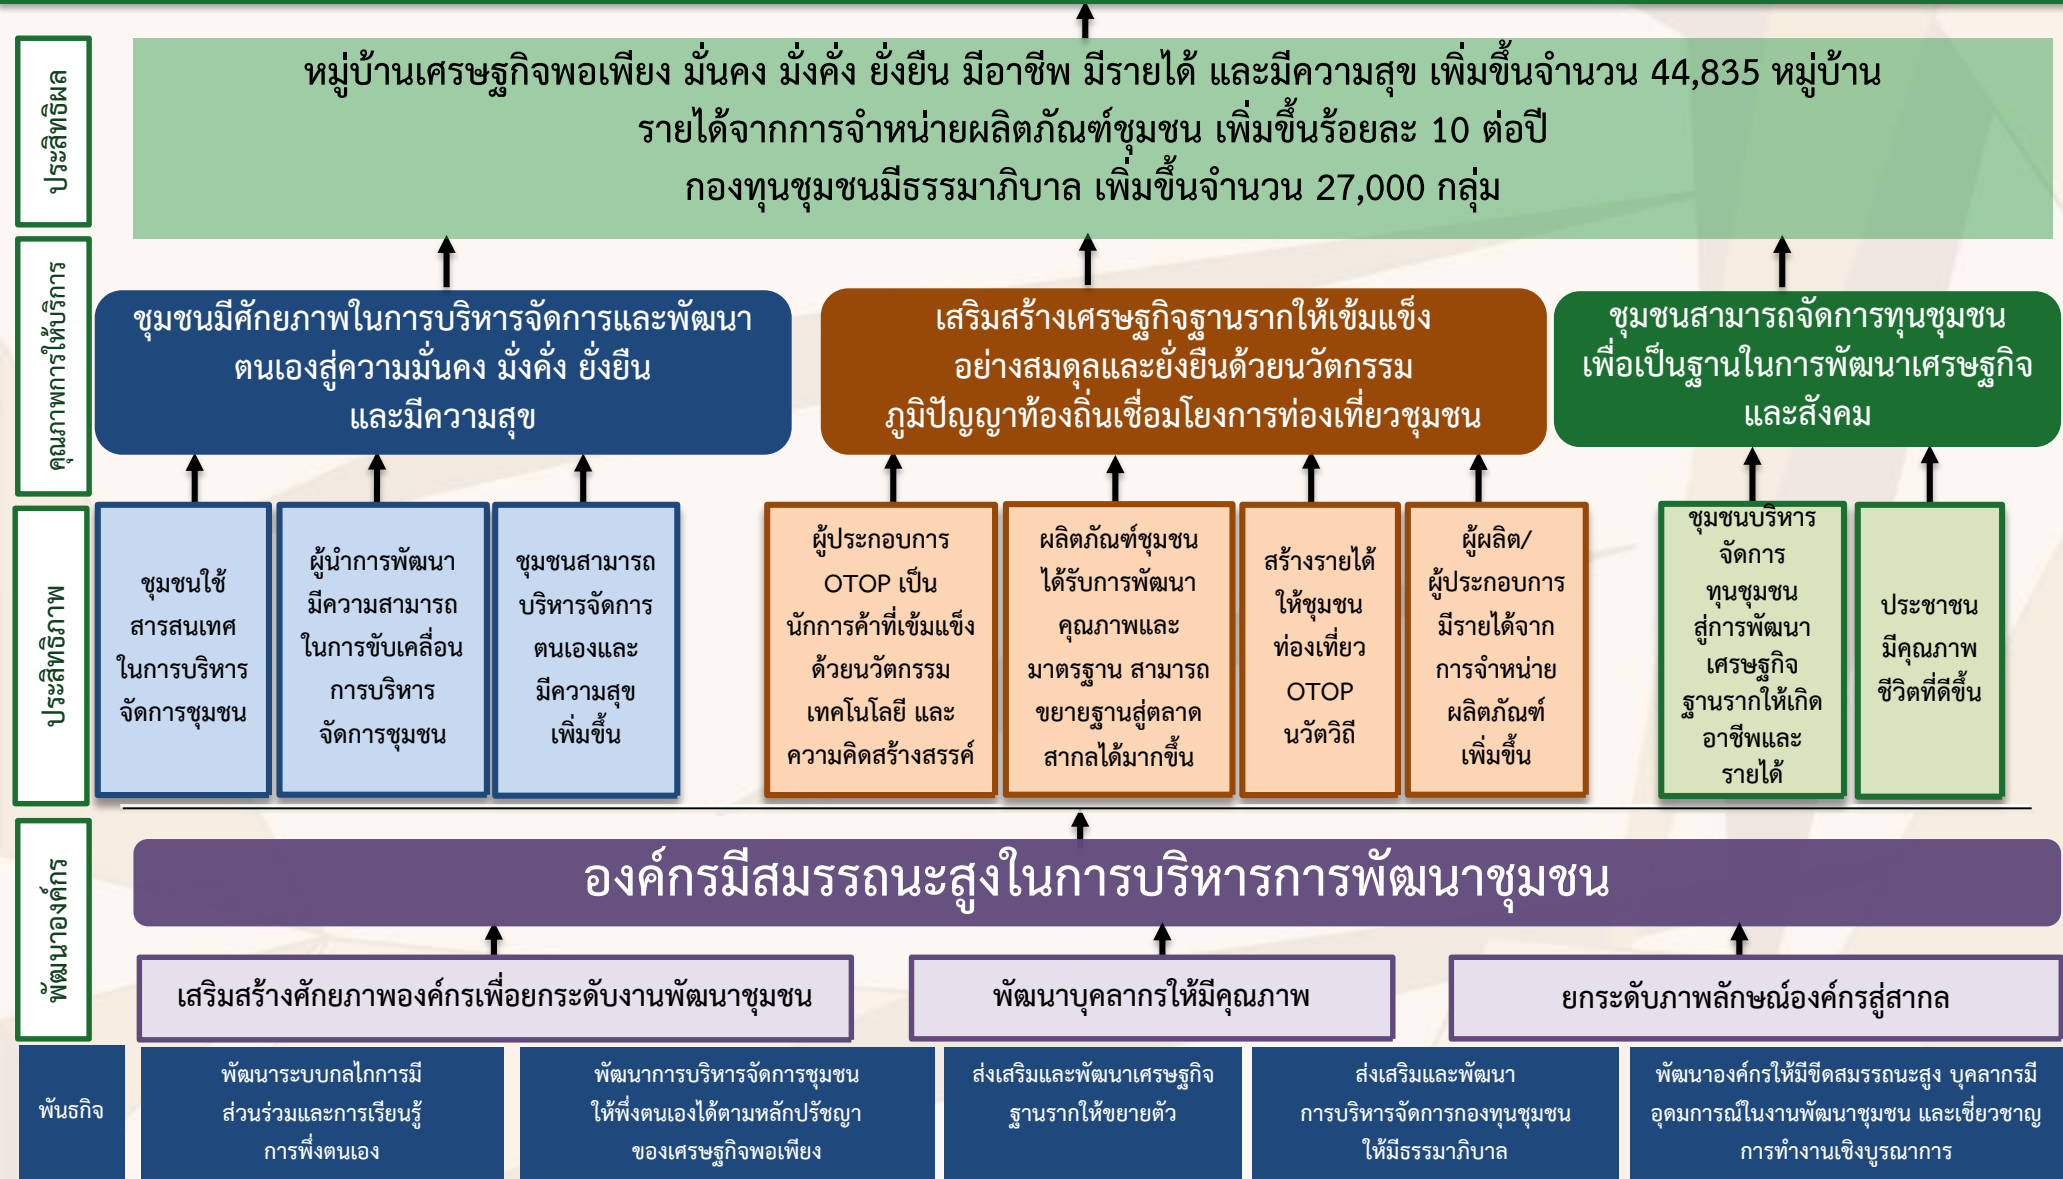 ประสิทธิผล
หมู่บ้านเศรษฐกิจพอเพียง มั่นคง มั่งคั่ง ยั่งยืน มีอาชีพ มีรายได้ และมีความสุข เพิ่มขึ้นจำนวน 44,835 หมู่บ้าน
รายได้จากการจำหน่ายผลิตภัณฑ์ชุมชน เพิ่มขึ้นร้อยละ 10 ต่อปี
กองทุนชุมชนมีธรรมาภิบาล เพิ่มขึ้นจำนวน 27,000 กลุ่ม
คุณภาพการให้บริการ
ชุมชนมีศักยภาพในการบริหารจัดการและพัฒนา
ตนเองสู่ความมั่นคง มั่งคั่ง ยั่งยืน
และมีความสุข
เสริมสร้างเศรษฐกิจฐานรากให้เข้มแข็ง
อย่างสมดุลและยั่งยืนด้วยนวัตกรรม
ภูมิปัญญาท้องถิ่นเชื่อมโยงการท่องเที่ยวชุมชน
ชุมชนสามารถจัดการทุนชุมชน
เพื่อเป็นฐานในการพัฒนาเศรษฐกิจ
และสังคม
ประสิทธิภาพ
ชุมชนใช้
สารสนเทศ
ในการบริหาร
จัดการชุมชน
ผู้นำการพัฒนา
มีความสามารถ
ในการขับเคลื่อน
การบริหาร
จัดการชุมชน
ชุมชนสามารถ
บริหารจัดการ
ตนเองและ
มีความสุข
เพิ่มขึ้น
ผู้ประกอบการ
OTOP เป็น
นักการค้าที่เข้มแข็ง
ด้วยนวัตกรรม
เทคโนโลยี และ
ความคิดสร้างสรรค์
ผลิตภัณฑ์ชุมชน
ได้รับการพัฒนา
คุณภาพและ
มาตรฐาน สามารถ
ขยายฐานสู่ตลาด
สากลได้มากขึ้น
สร้างรายได้
ให้ชุมชน
ท่องเที่ยว
OTOP
นวัตวิถี
ผู้ผลิต/
ผู้ประกอบการ
มีรายได้จาก
การจำหน่าย
ผลิตภัณฑ์
เพิ่มขึ้น
ชุมชนบริหาร
จัดการ
ทุนชุมชน
สู่การพัฒนา
เศรษฐกิจ
ฐานรากให้เกิด
อาชีพและ
รายได้
ประชาชน
มีคุณภาพ
ชีวิตที่ดีขึ้น
พัฒนาองค์กร
องค์กรมีสมรรถนะสูงในการบริหารการพัฒนาชุมชน
เสริมสร้างศักยภาพองค์กรเพื่อยกระดับงานพัฒนาชุมชน
พัฒนาบุคลากรให้มีคุณภาพ
ยกระดับภาพลักษณ์องค์กรสู่สากล
พันธกิจ
พัฒนาระบบกลไกการมี
ส่วนร่วมและการเรียนรู้
การพึ่งตนเอง
พัฒนาการบริหารจัดการชุมชน
ให้พึ่งตนเองได้ตามหลักปรัชญา
ของเศรษฐกิจพอเพียง
ส่งเสริมและพัฒนาเศรษฐกิจ
ฐานรากให้ขยายตัว
ส่งเสริมและพัฒนา
การบริหารจัดการกองทุนชุมชน
ให้มีธรรมาภิบาล
พัฒนาองค์กรให้มีขีดสมรรถนะสูง บุคลากรมี
อุดมการณ์ในงานพัฒนาชุมชน และเชี่ยวชาญ
การทำงานเชิงบูรณาการ